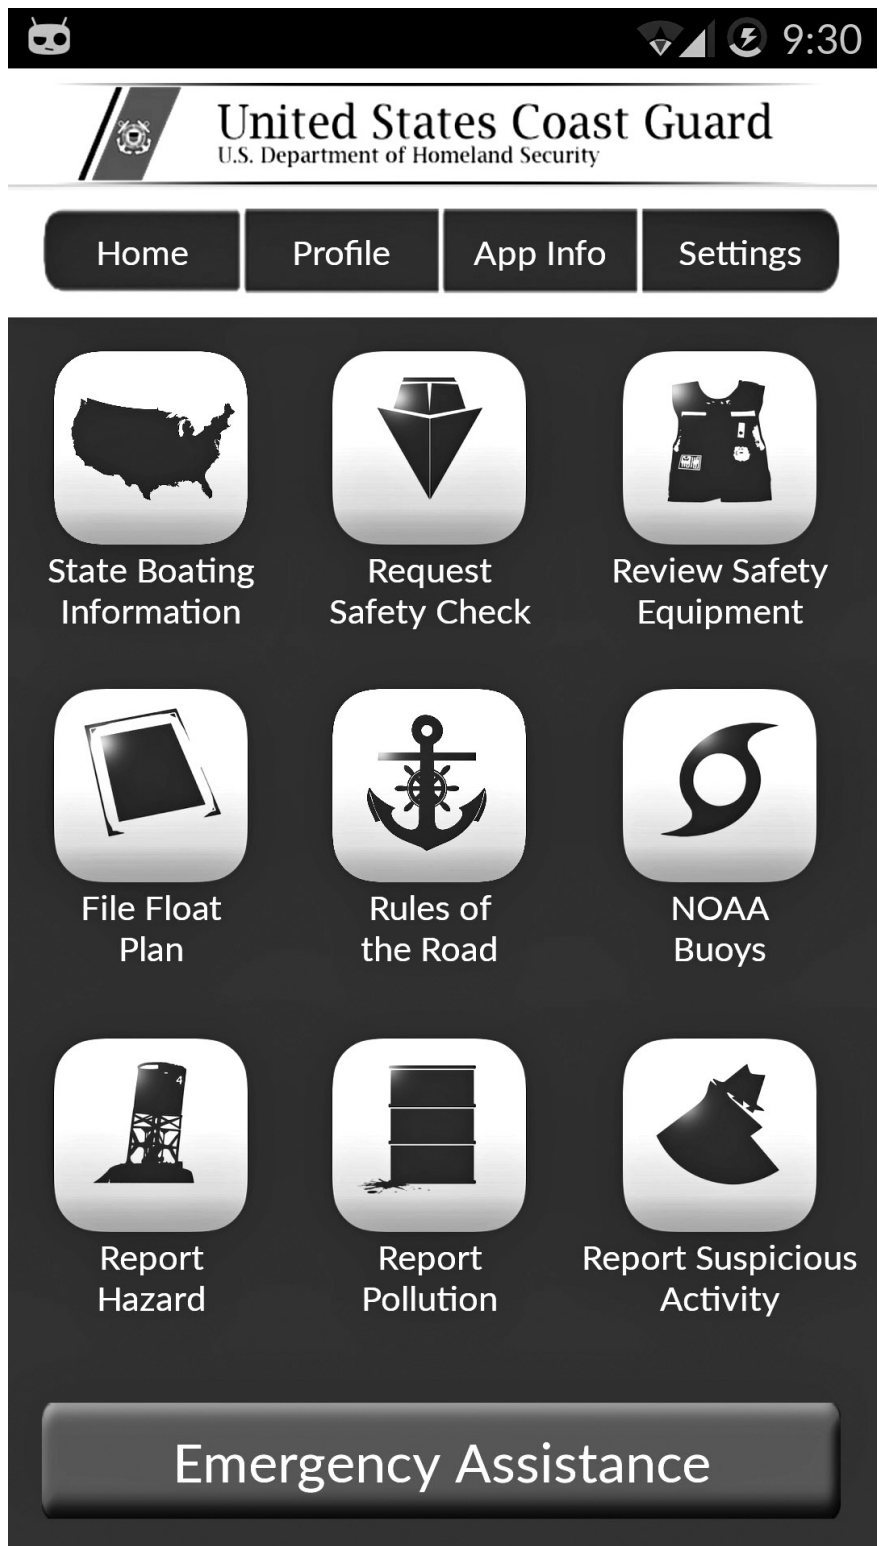 9:30
United States Coast Guard
U.S. Department of Homeland Security
Home Profile App Info Settings
State Boating
Information
Request
Safety Check
Review Safety
Equipment
File Float
Plan
Rules of
the Road
NOAA
Buoys
4
Report
Hazard
Report
Pollution
Report Suspicious
Activity
Emergency Assistance